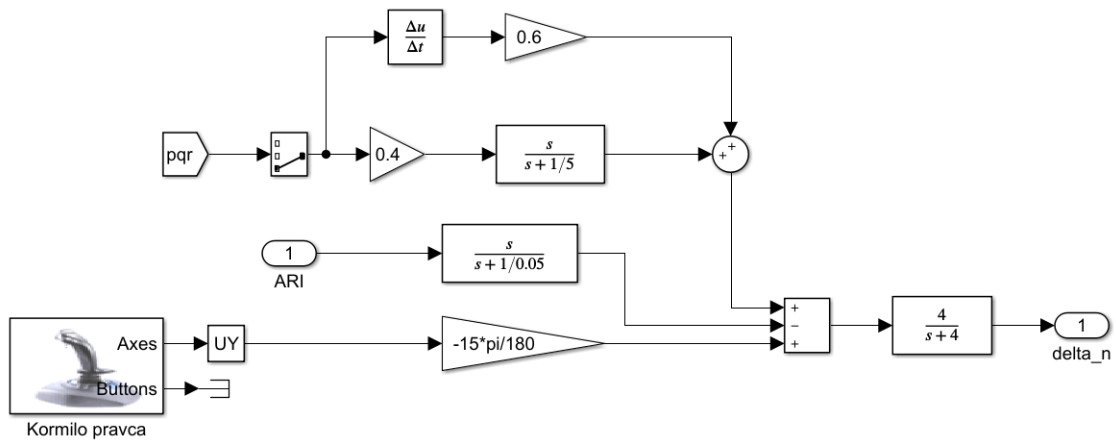 Δu
Δt
0.6
pqr
0.4
s
s + 1/5
+
+
1
ARI
s
s + 1/0.05
Axes
Buttons
Kormilo pravca
UY
-15*pi/180
+
−
+
4
s + 4
1
delta_n